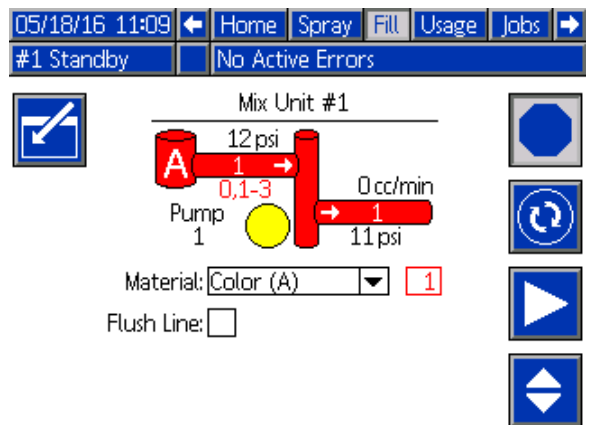 05/18/16 11:09 Home Spray Fill Usage Jobs
#1 Standby No Active Errors
Mix Unit #1
12 psi
A 1
0,1-3 0 cc/min
Pump 1
1 11 psi
Material: Color (A) 1
Flush Line: